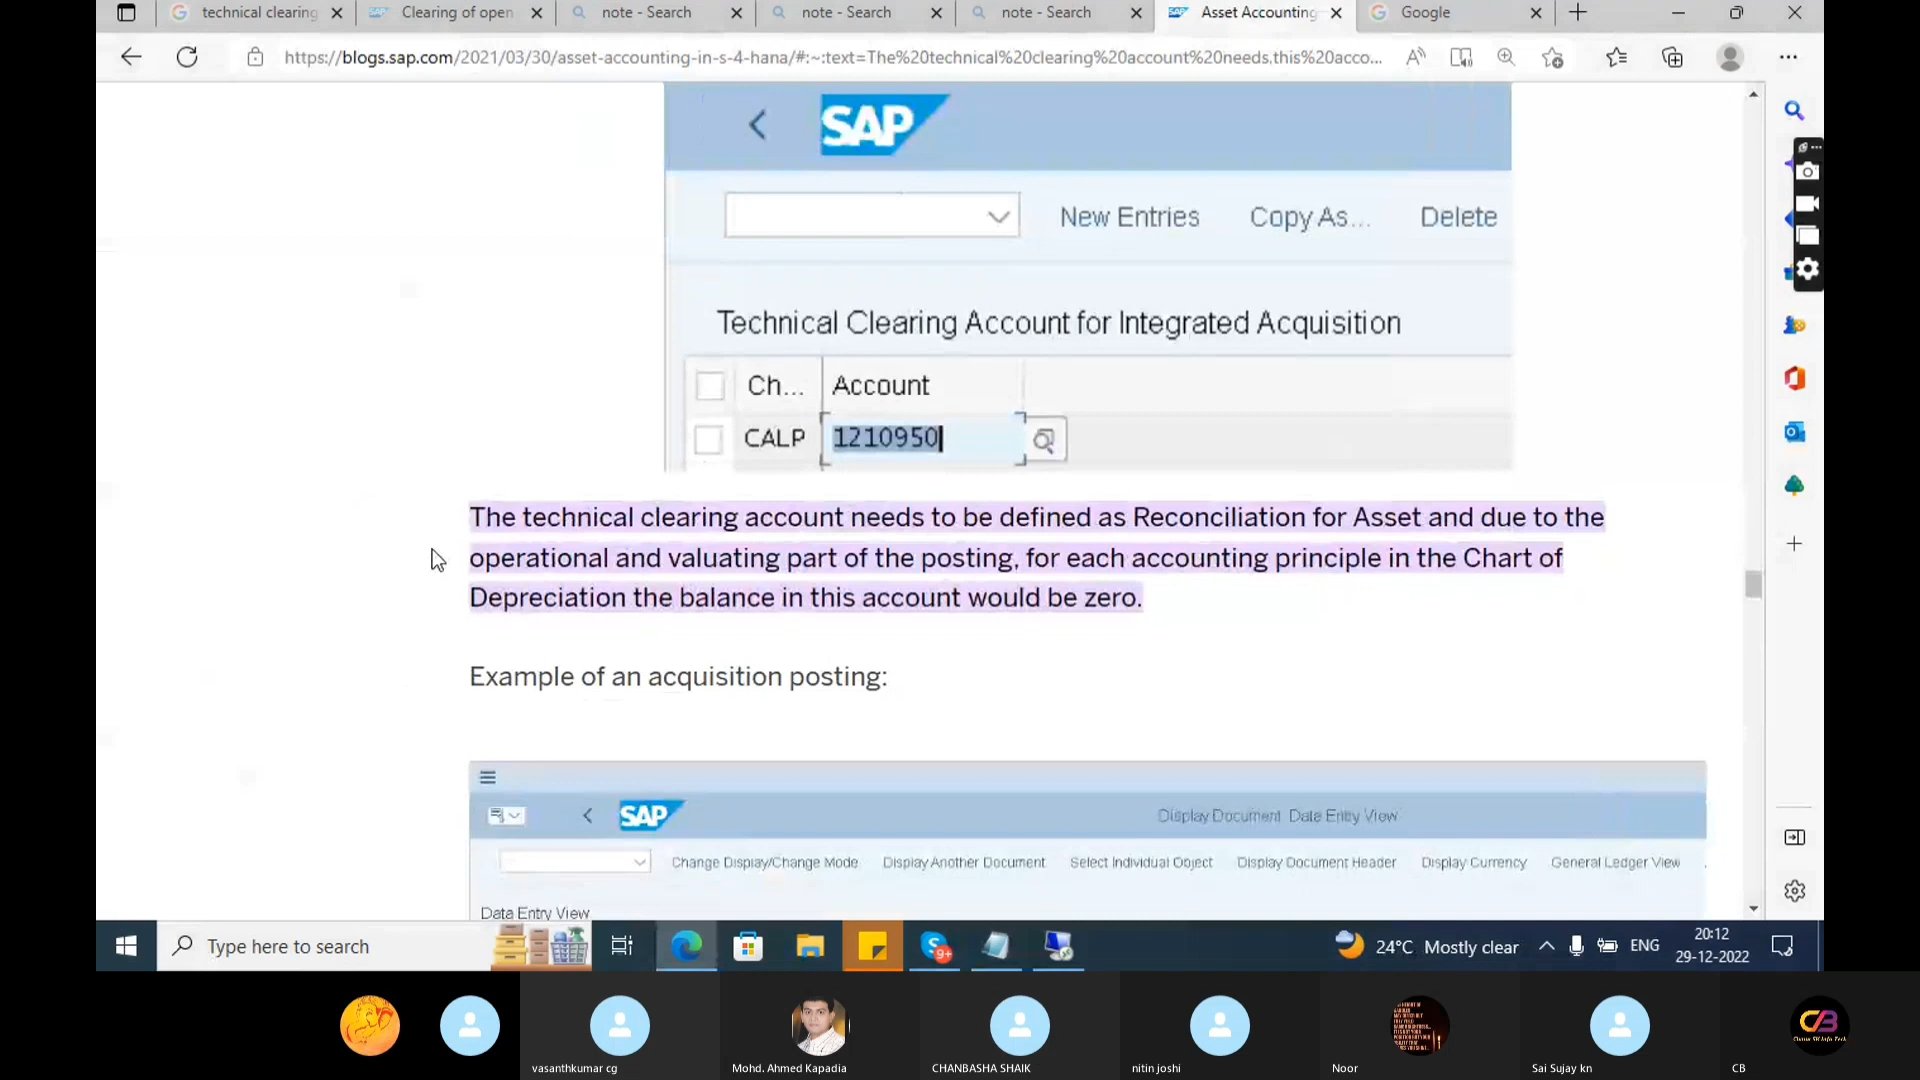 technical clearing
Clearing of open
note - Search
note - Search
note - Search
Asset Accounting
Google
https://blogs.sap.com/2021/03/30/asset-accounting-in-s-4-hana/#:~:text=The%20technical%20clearing%20account%20needs,this%20acco...
SAP
New Entries Copy As... Delete
Technical Clearing Account for Integrated Acquisition
Ch... Account
CALP 1210950
The technical clearing account needs to be defined as Reconciliation for Asset and due to the
operational and valuating part of the posting, for each accounting principle in the Chart of
Depreciation the balance in this account would be zero.
Example of an acquisition posting:
SAP
Display Document Data Entry View
Change Display/Change Mode Display Another Document Select Individual Object Display Document Header Display Currency General Ledger View
Data Entry View
Type here to search
9+
24°C Mostly clear
ENG
20:12
29-12-2022
vasanthkumar cg
Mohd. Ahmed Kapadia
CHANBASHA SHAIK
nitin joshi
Noor
Sai Sujay kn
CB